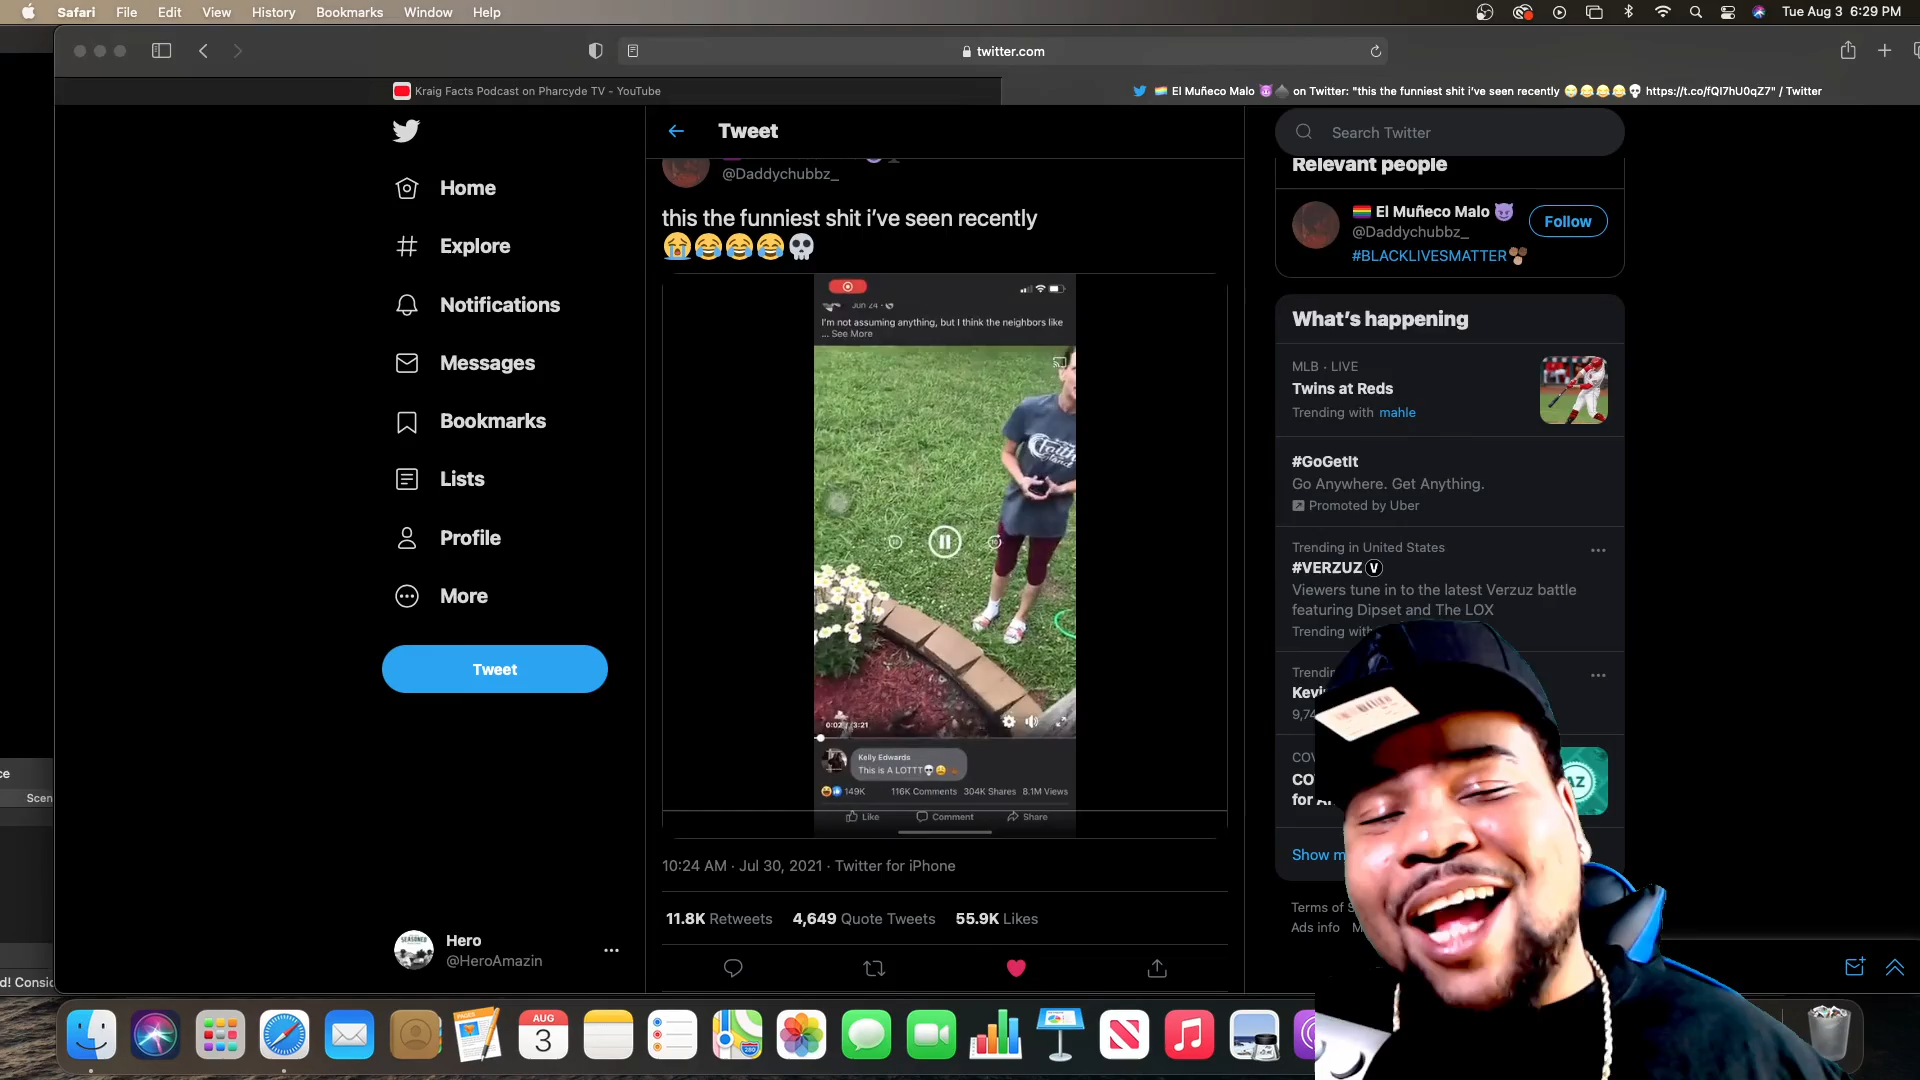 Safari File Edit View History Bookmarks Window Help
Tue Aug 3 6:29 PM
twitter.com
Kraig Facts Podcast on Pharcyde TV - YouTube
🏳️‍🌈 El Muñeco Malo 😈♠ on Twitter: "this the funniest shit i've seen recently 😭😂😂😂💀 https://t.co/fQI7hU0qZ7" / Twitter
Home
Explore
Notifications
Messages
Bookmarks
Lists
Profile
More
Tweet
Hero
@HeroAmazin
Scen
d! Consic
Tweet
@Daddychubbz_
this the funniest shit i've seen recently
😭😂😂😂💀
Jun 24
I'm not assuming anything, but I think the neighbors like
... See More
faith
0:02 / 3:21
Kelly Edwards
This is A LOTTT💀😩
149K 116K Comments 304K Shares 8.1M Views
Like Comment Share
10:24 AM · Jul 30, 2021 · Twitter for iPhone
11.8K Retweets 4,649 Quote Tweets 55.9K Likes
Search Twitter
Relevant people
El Muñeco Malo 😈
@Daddychubbz_
Follow
#BLACKLIVESMATTER
What's happening
MLB · LIVE
Twins at Reds
Trending with mahle
#GoGetIt
Go Anywhere. Get Anything.
Promoted by Uber
Trending in United States
#VERZUZ V
Viewers tune in to the latest Verzuz battle
featuring Dipset and The LOX
Trending with
Trendin
Kevi
9,74
COV
CO
for A
AZ
Show m
Terms of S
Ads info M
PAGES
AUG
3
280
SEASONED